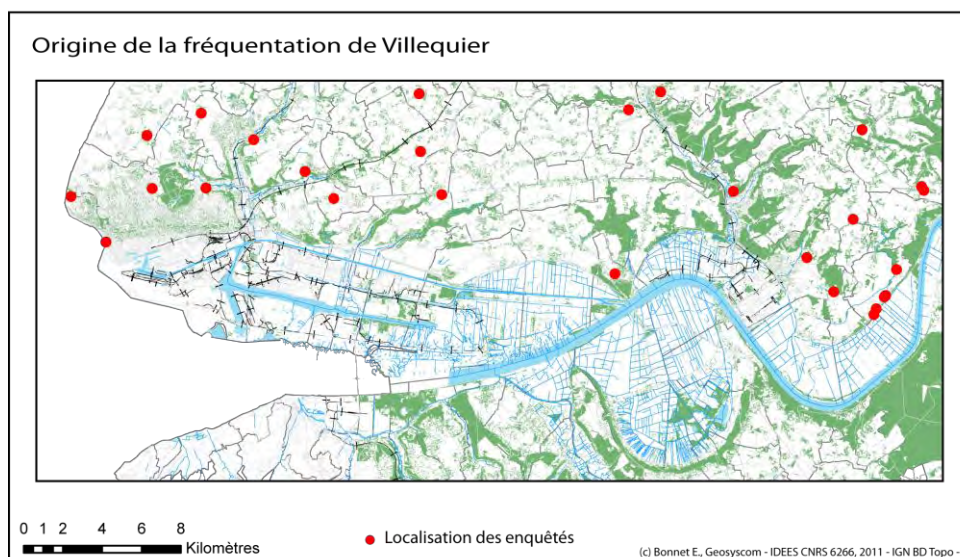 Origine de la fréquentation de Villequier
0 1 2 4 6 8
Kilomètres
Localisation des enquêtés
(c) Bonnet E., Geosyscom - IDEES CNRS 6266, 2011 - IGN BD Topo -